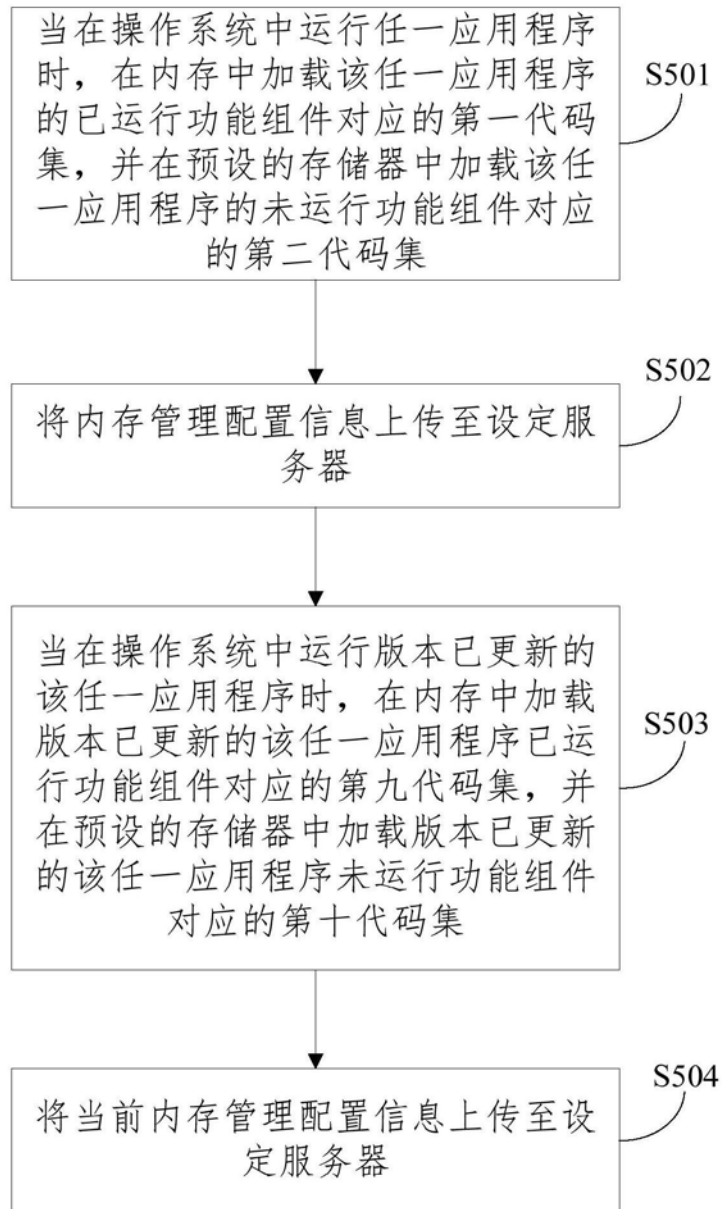 当在操作系统中运行任一应用程序
时，在内存中加载该任一应用程序
的已运行功能组件对应的第一代码
集，并在预设的存储器中加载该任
一应用程序的未运行功能组件对应
的第二代码集
S501
将内存管理配置信息上传至设定服
务器
S502
当在操作系统中运行版本已更新的
该任一应用程序时，在内存中加载
版本已更新的该任一应用程序已运
行功能组件对应的第九代码集，并
在预设的存储器中加载版本已更新
的该任一应用程序未运行功能组件
对应的第十代码集
S503
将当前内存管理配置信息上传至设
定服务器
S504